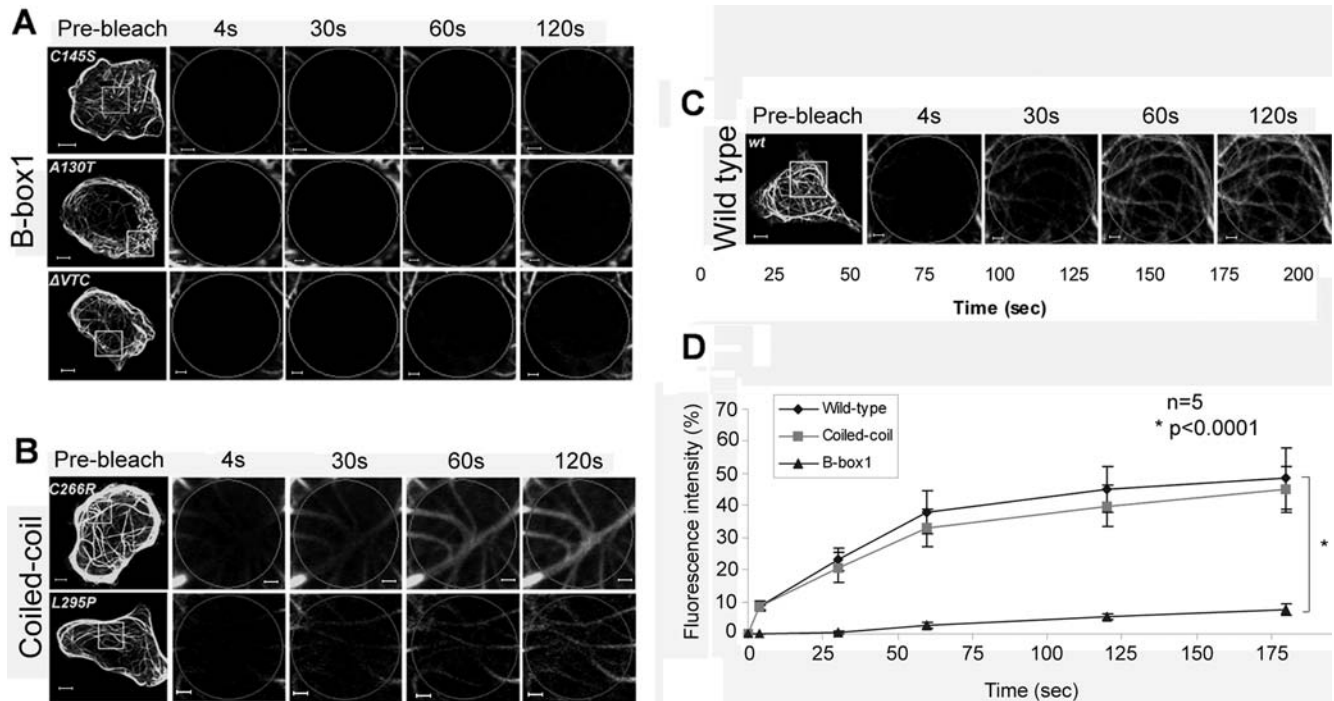 A
Pre-bleach 4s 30s 60s 120s
B-box1
C145S
A130T
ΔVTC
B
Pre-bleach 4s 30s 60s 120s
Coiled-coil
C266R
L295P
C
Pre-bleach 4s 30s 60s 120s
Wild type
wt
0 25 50 75 100 125 150 175 200
Time (sec)
D
Wild-type
Coiled-coil
B-box1
n=5
* p<0.0001
*
Fluorescence intensity (%)
70
60
50
40
30
20
10
0
0 25 50 75 100 125 150 175
Time (sec)